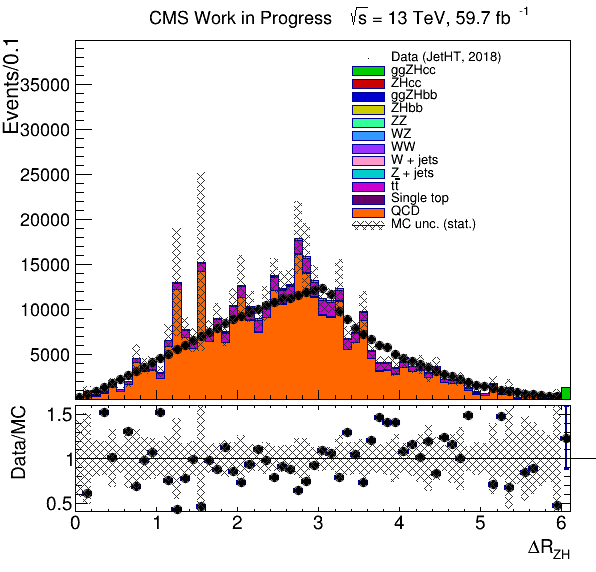 CMS Work in Progress √s = 13 TeV, 59.7 fb⁻¹
Events/0.1
35000
30000
25000
20000
15000
10000
5000
Data (JetHT, 2018)
ggZHcc
ZHcc
ggZHbb
ZHbb
ZZ
WZ
WW
W + jets
Z + jets
tt̄
Single top
QCD
MC unc. (stat.)
Data/MC
1.5
1
0.5
0 1 2 3 4 5 6
ΔR_ZH